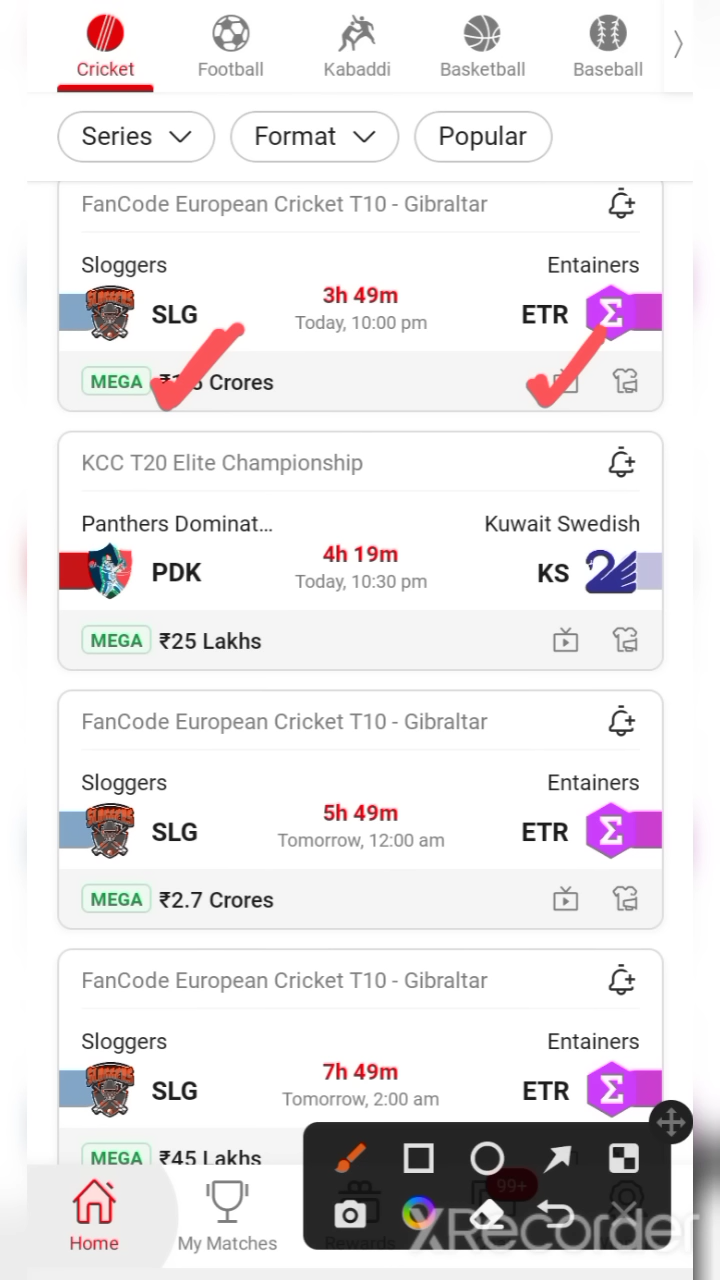 Cricket Football Kabaddi Basketball Baseball
Series Format Popular
FanCode European Cricket T10 - Gibraltar
Sloggers Entainers
SLG 3h 49m ETR
Today, 10:00 pm
MEGA Crores
KCC T20 Elite Championship
Panthers Dominat... Kuwait Swedish
PDK 4h 19m KS
Today, 10:30 pm
MEGA ₹25 Lakhs
FanCode European Cricket T10 - Gibraltar
Sloggers Entainers
SLG 5h 49m ETR
Tomorrow, 12:00 am
MEGA ₹2.7 Crores
FanCode European Cricket T10 - Gibraltar
Sloggers Entainers
SLG 7h 49m ETR
Tomorrow, 2:00 am
MEGA ₹45 Lakhs
99+
Home My Matches Rewards
XRecorder